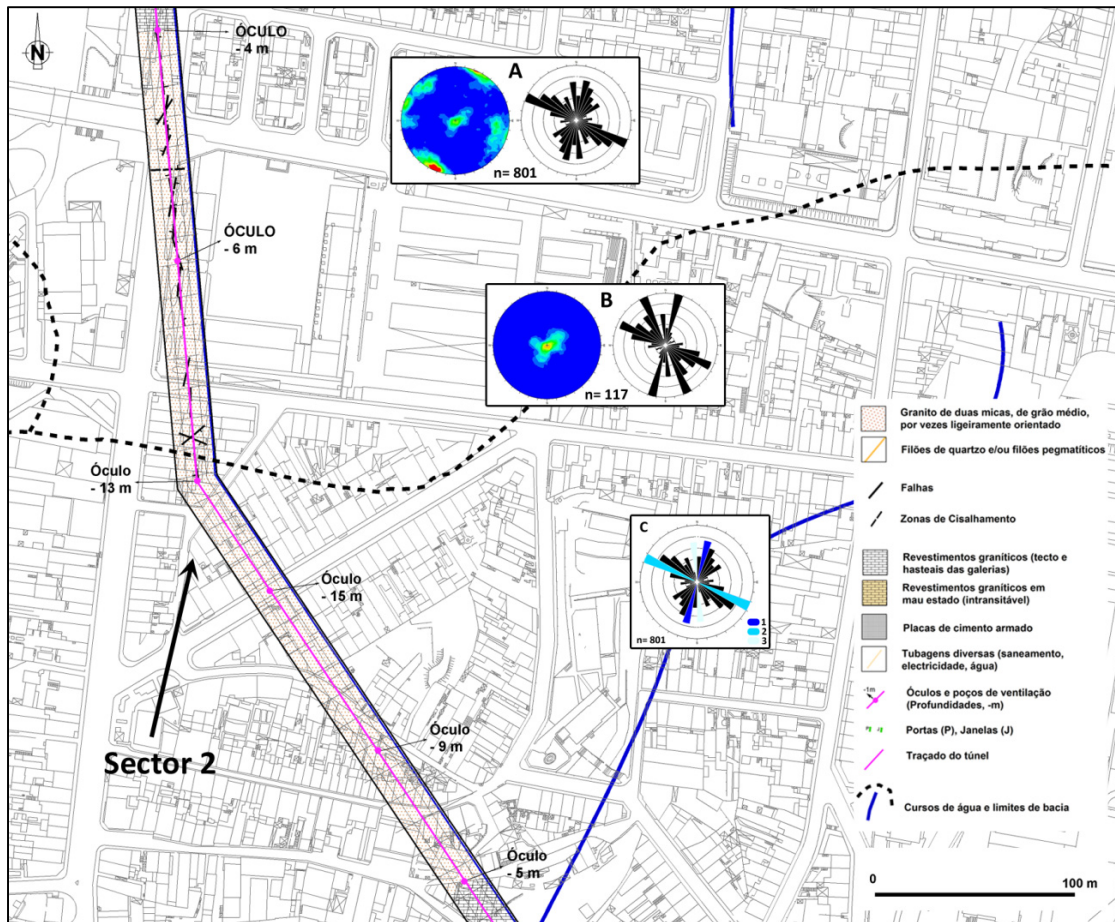 N
ÓCULO
- 4 m
A
n= 801
ÓCULO
- 6 m
B
n= 117
Óculo
- 13 m
Óculo
- 15 m
C
n= 801
1
2
3
Sector 2
Óculo
- 9 m
Óculo
- 5 m
Granito de duas micas, de grão médio,
por vezes ligeiramente orientado
Filões de quartzo e/ou filões pegmatíticos
Falhas
Zonas de Cisalhamento
Revestimentos graníticos (tecto e
hasteais das galerias)
Revestimentos graníticos em
mau estado (intransitável)
Placas de cimento armado
Tubagens diversas (saneamento,
electricidade, água)
-1m
Óculos e poços de ventilação
(Profundidades, -m)
Portas (P), Janelas (J)
Traçado do túnel
Cursos de água e limites de bacia
0
100 m